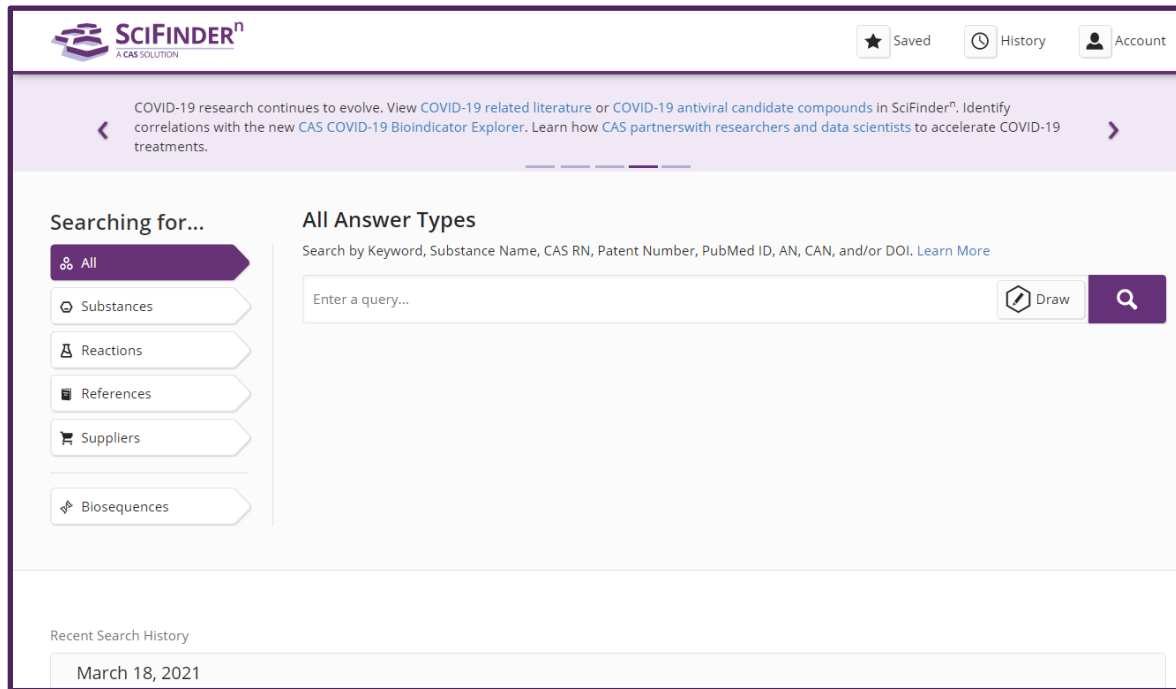 SCIFINDERⁿ
A CAS SOLUTION
Saved
History
Account
COVID-19 research continues to evolve. View COVID-19 related literature or COVID-19 antiviral candidate compounds in SciFinderⁿ. Identify
correlations with the new CAS COVID-19 Bioindicator Explorer. Learn how CAS partnerswith researchers and data scientists to accelerate COVID-19
treatments.
Searching for...
All
Substances
Reactions
References
Suppliers
Biosequences
All Answer Types
Search by Keyword, Substance Name, CAS RN, Patent Number, PubMed ID, AN, CAN, and/or DOI. Learn More
Enter a query...
Draw
Recent Search History
March 18, 2021